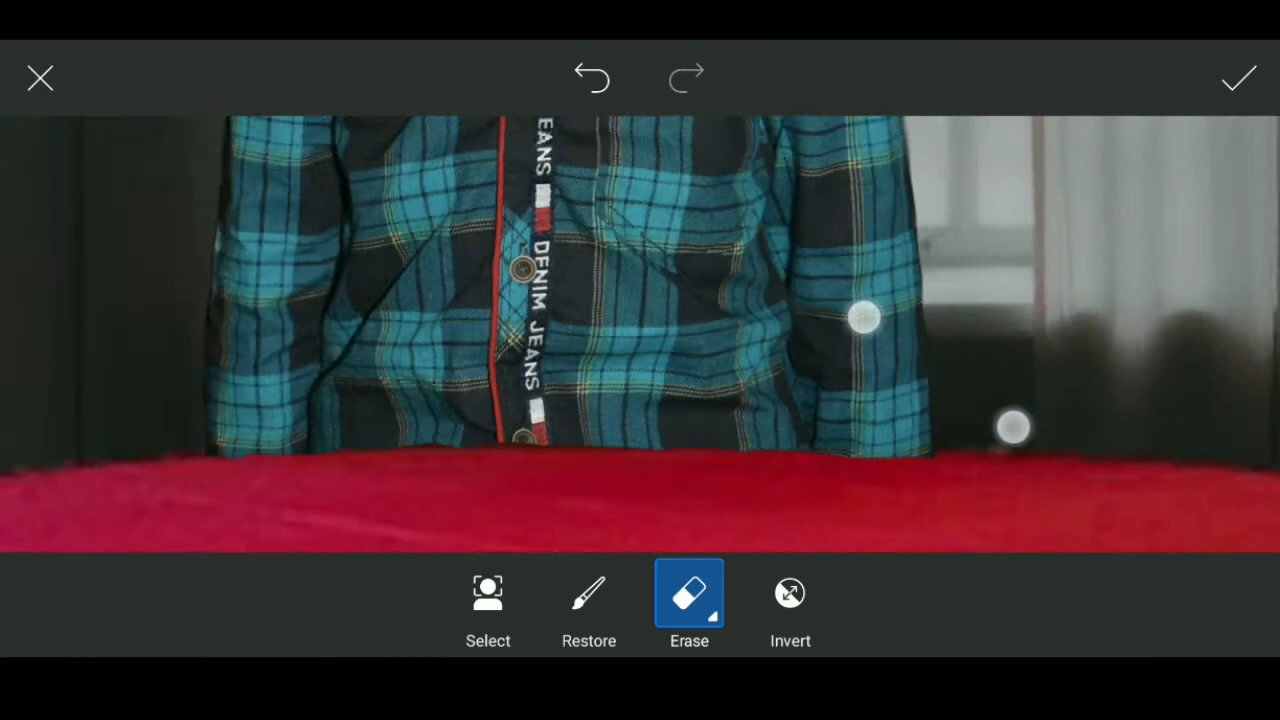 EANS
DENIM JEANS
Select
Restore
Erase
Invert